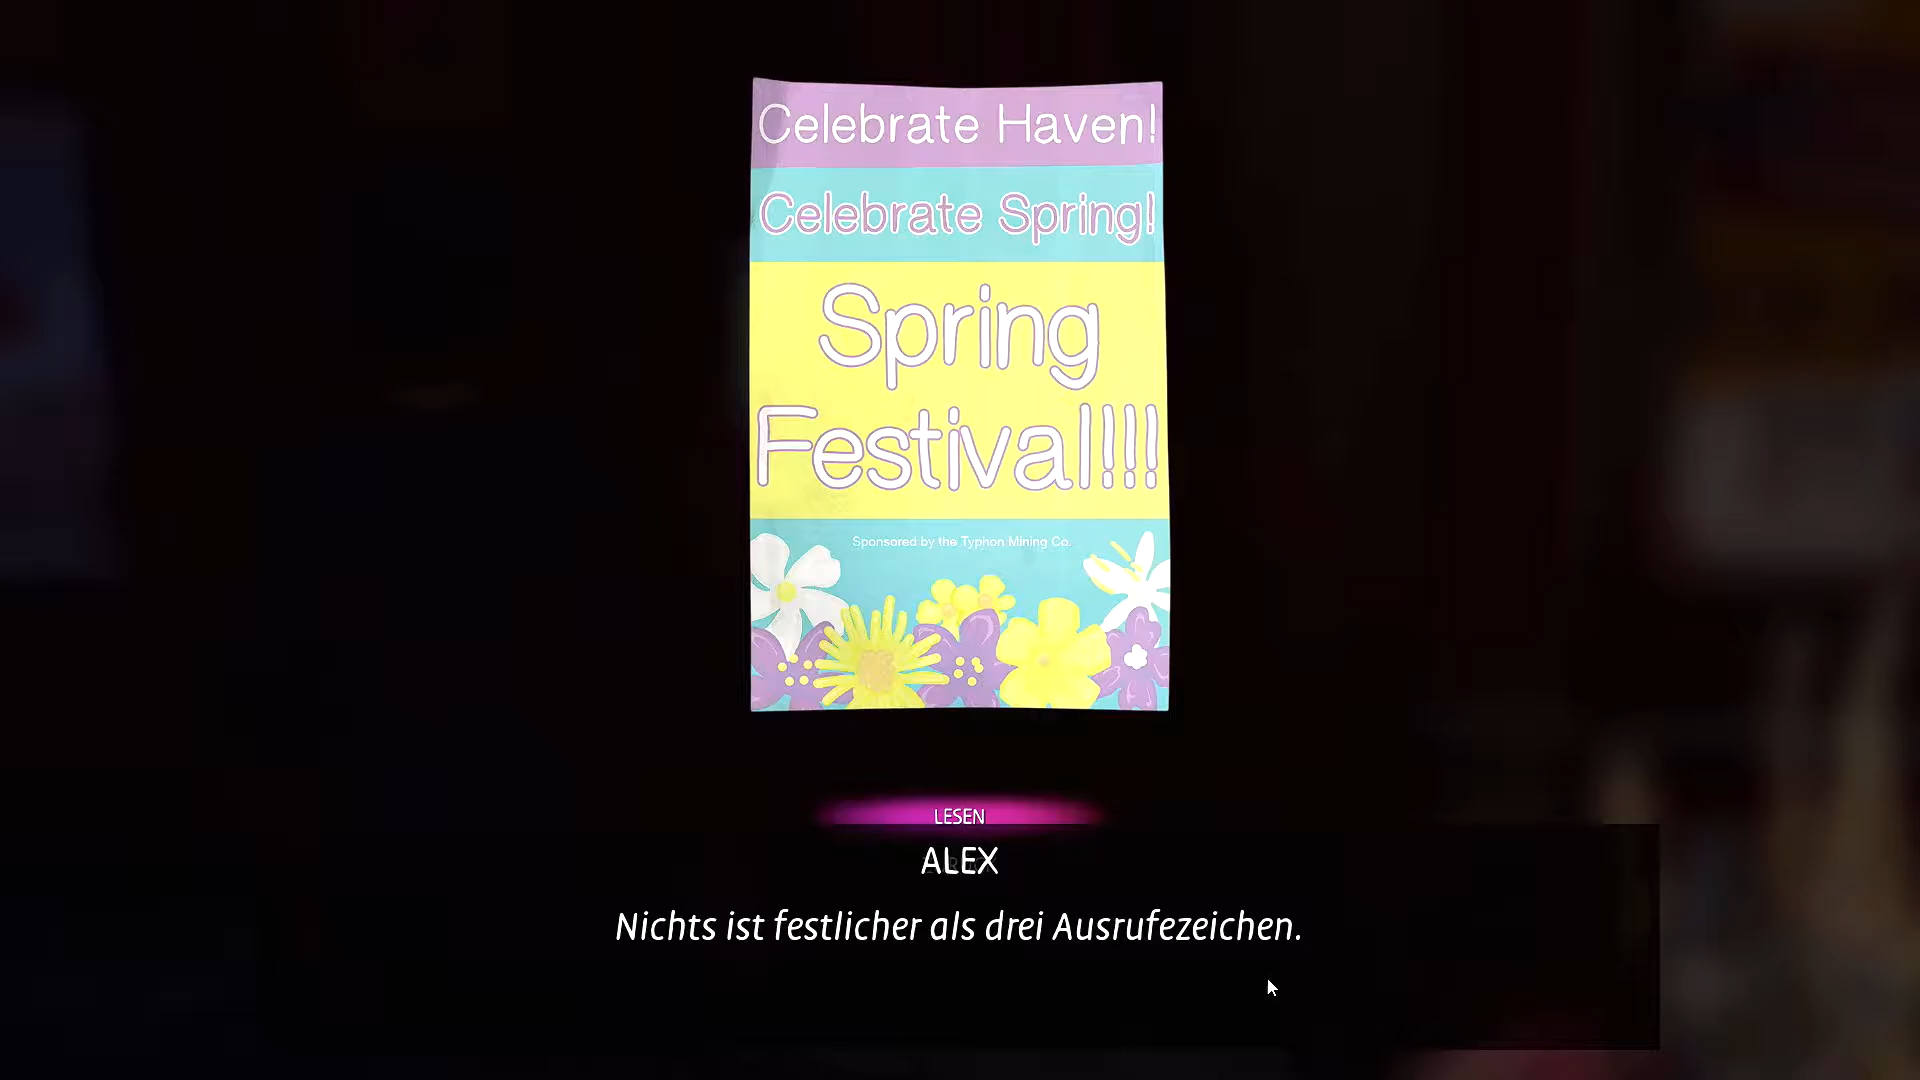 Celebrate Haven!
Celebrate Spring!
Spring
Festival!!!
Sponsored by the Typhon Mining Co.
LESEN
ALEX
Nichts ist festlicher als drei Ausrufezeichen.